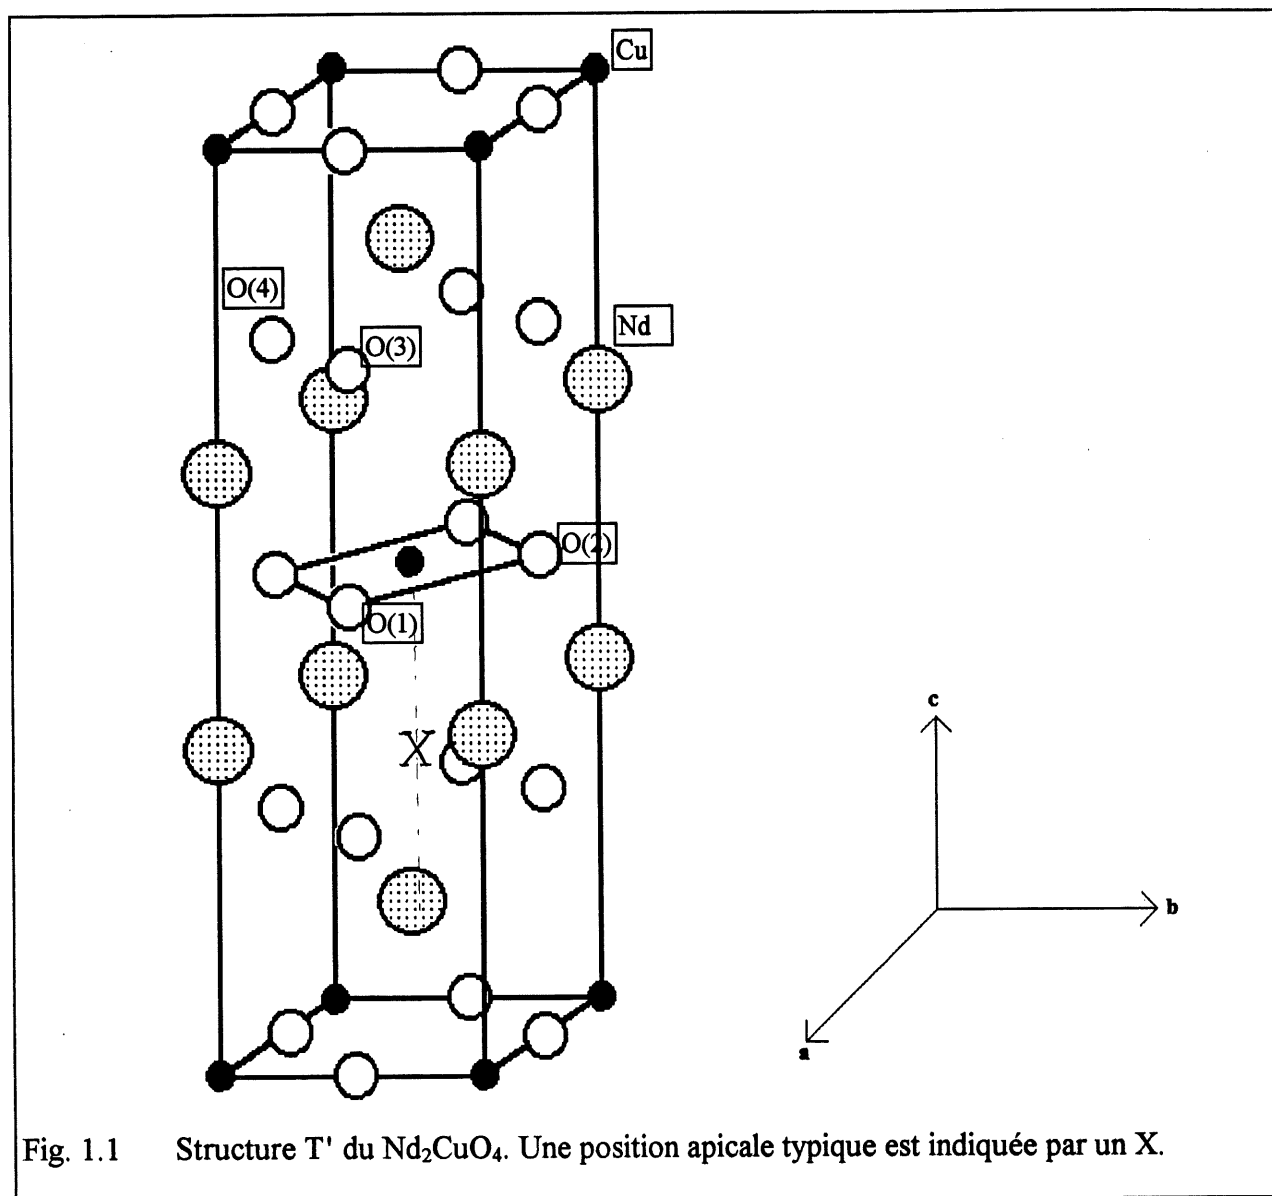 Cu
O(4)
Nd
O(3)
O(2)
O(1)
X
c
b
a
Fig. 1.1 Structure T' du Nd₂CuO₄. Une position apicale typique est indiquée par un X.